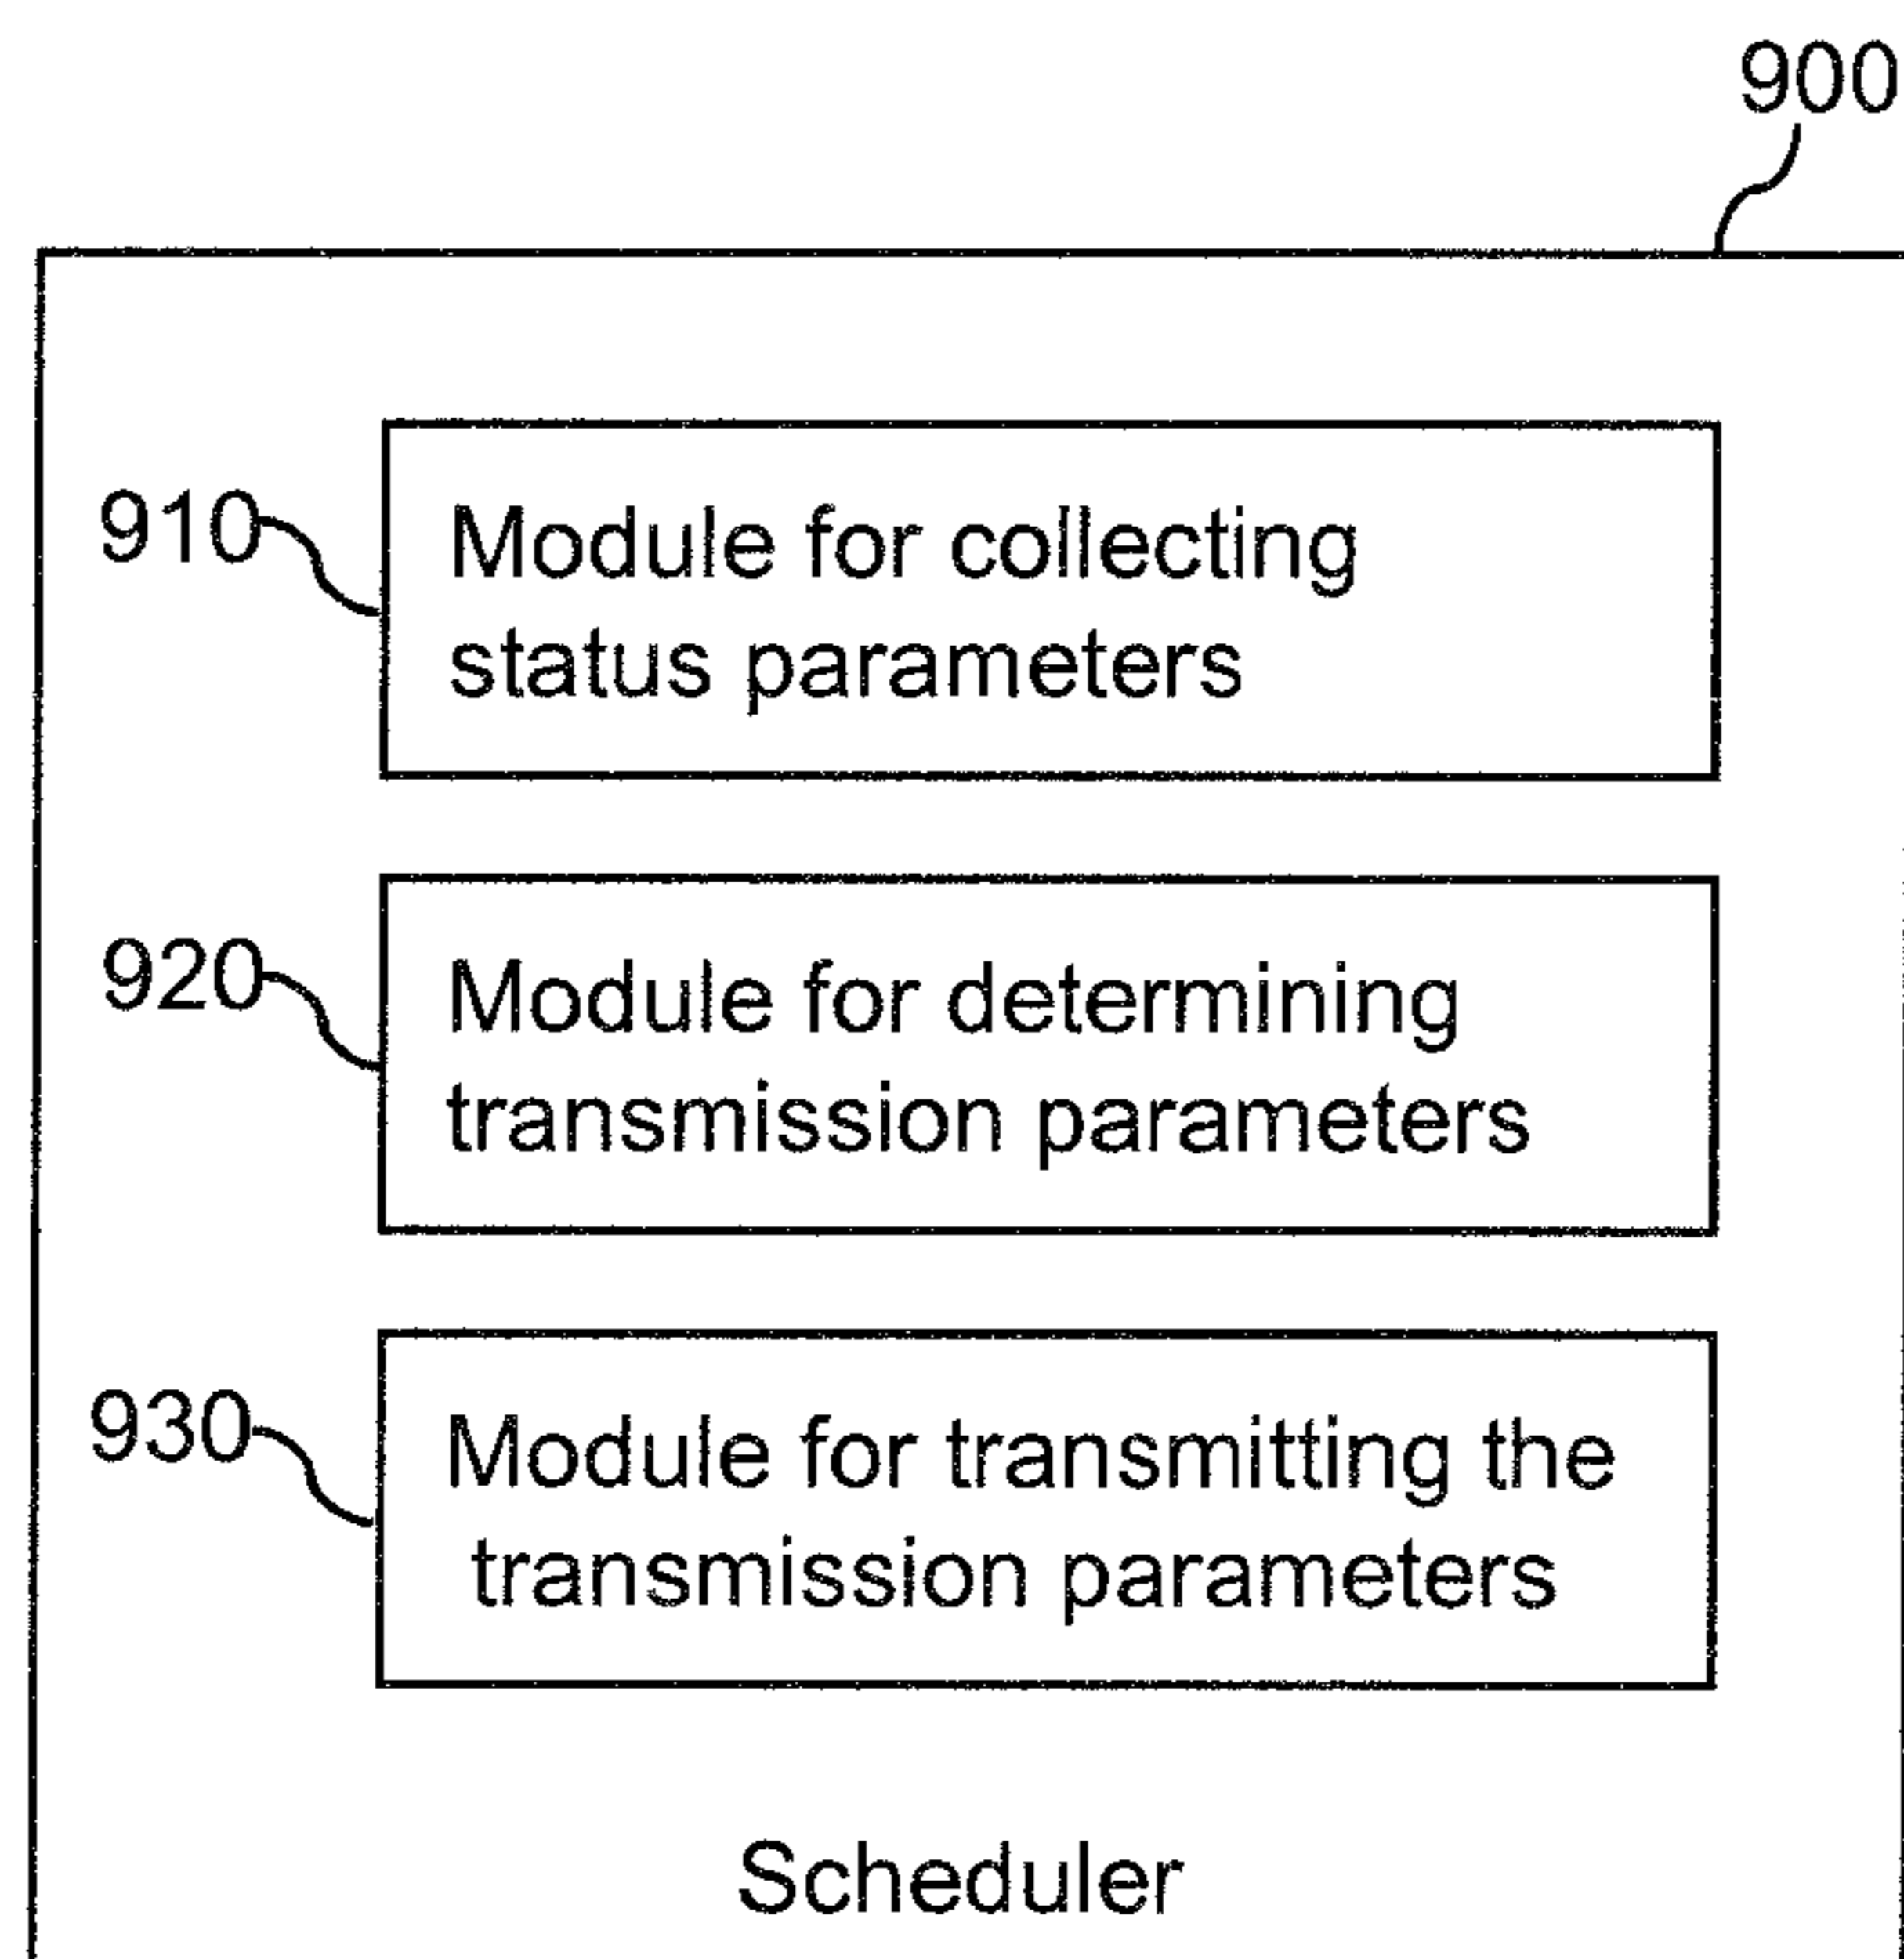 900
910
Module for collecting
status parameters
920
Module for determining
transmission parameters
930
Module for transmitting the
transmission parameters
Scheduler